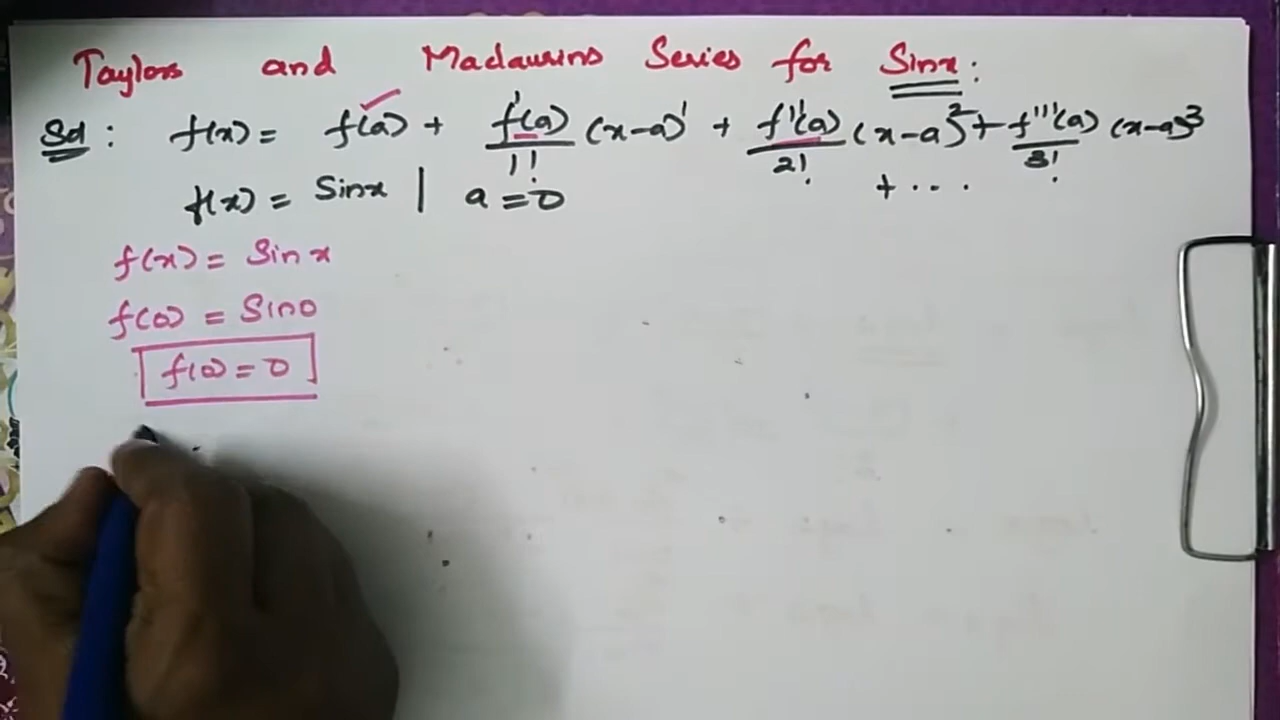 Taylors and Maclaurins Series for Sinx:
Sol: f(x) = f(a) + f'(a)/1! (x-a)' + f''(a)/2! (x-a)² + f'''(a)/3! (x-a)³
+ ...
f(x) = Sinx | a = 0
f(x) = Sin x
f(0) = Sin0
f(0) = 0